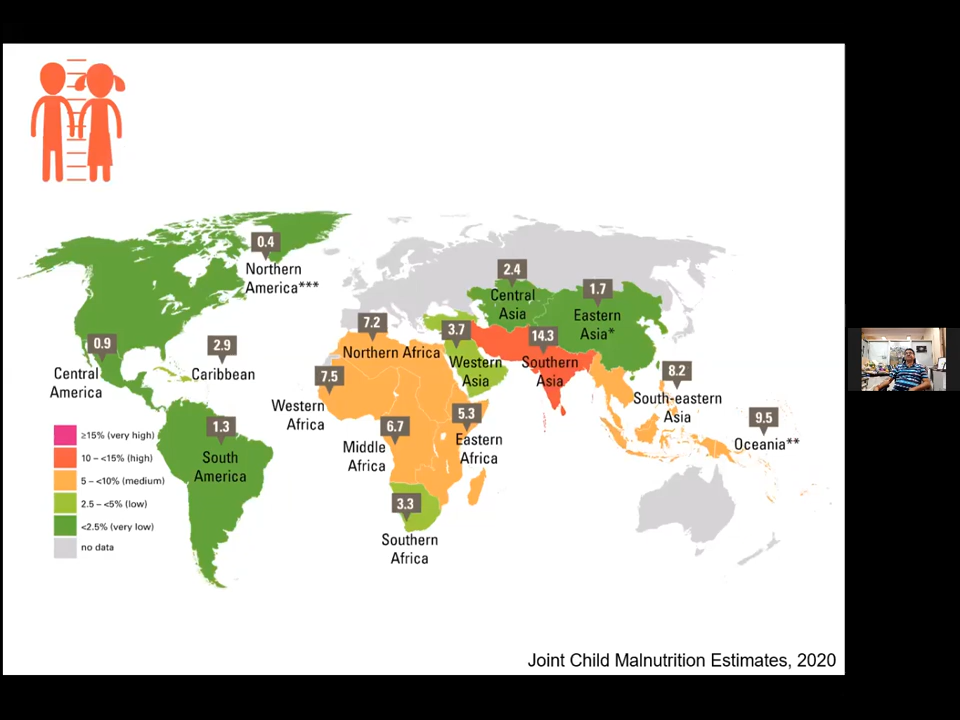 0.4
Northern
America***
2.4
Central
Asia
1.7
Eastern
Asia*
7.2
Northern Africa
3.7
Western
Asia
14.3
Southern
Asia
0.9
Central
America
2.9
Caribbean
7.5
Western
Africa
8.2
South-eastern
Asia
9.5
Oceania**
1.3
South
America
6.7
Middle
Africa
5.3
Eastern
Africa
3.3
Southern
Africa
≥15% (very high)
10 – <15% (high)
5 – <10% (medium)
2.5 – <5% (low)
<2.5% (very low)
no data
Joint Child Malnutrition Estimates, 2020